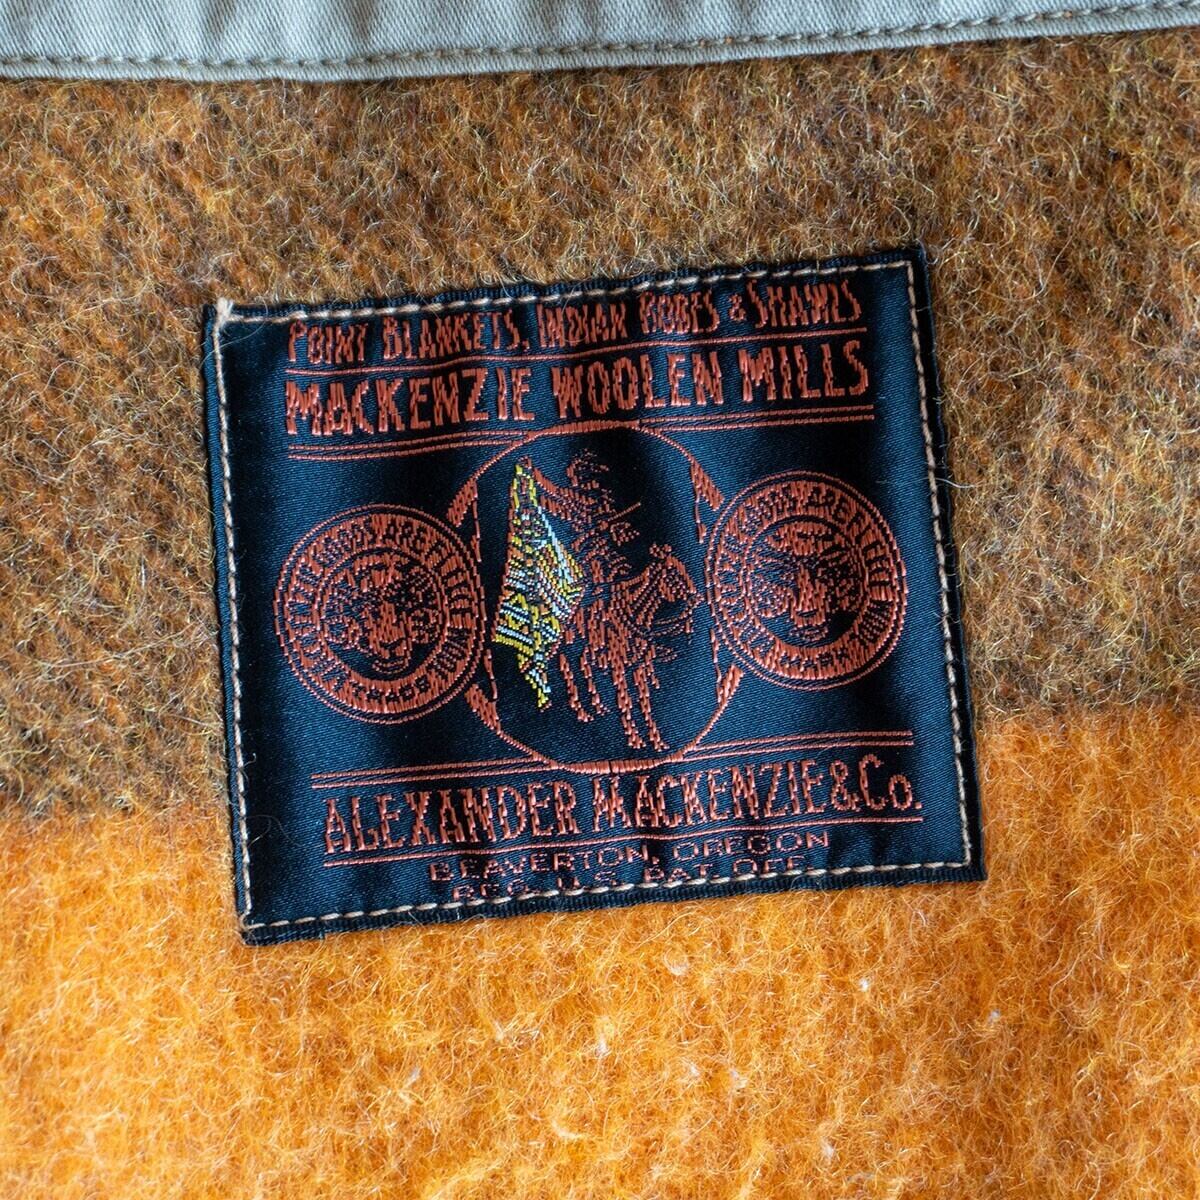 POINT BLANKETS, INDIAN ROBES & SHAWLS
MACKENZIE WOOLEN MILLS
ALEXANDER MACKENZIE & CO.
BEAVERTON, OREGON
REG. U.S. PAT. OFF.